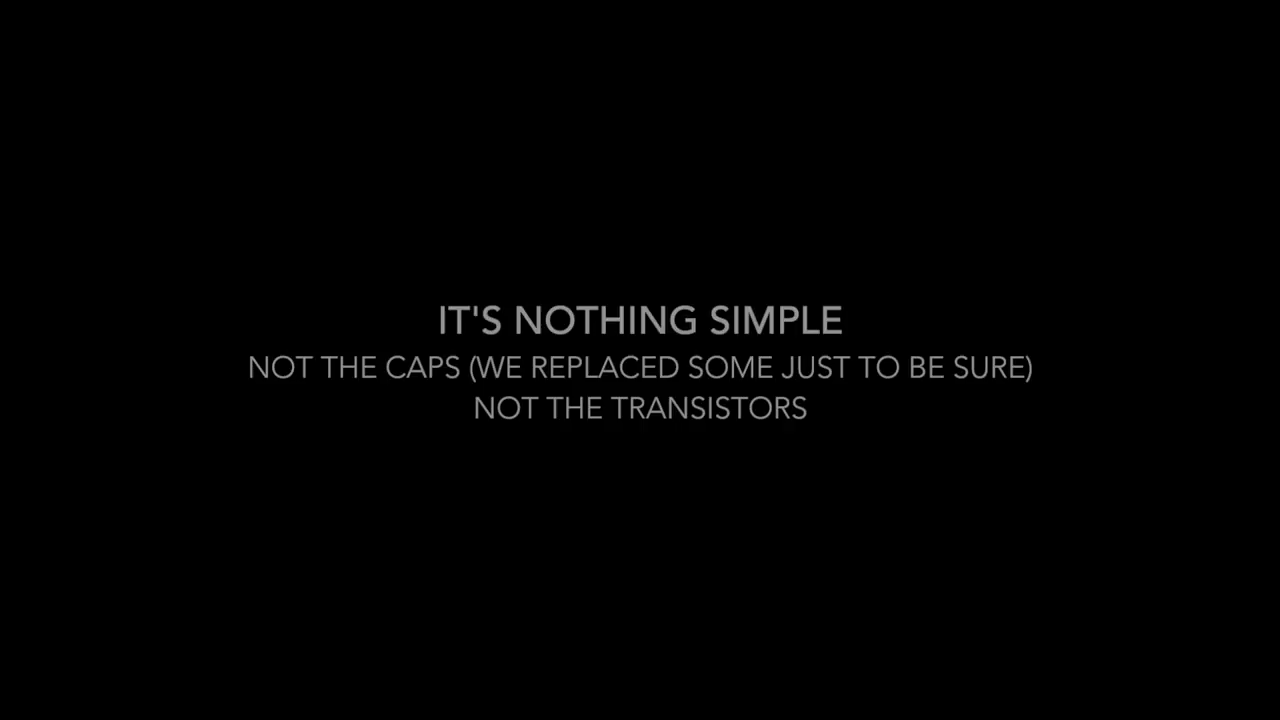 IT'S NOTHING SIMPLE
NOT THE CAPS (WE REPLACED SOME JUST TO BE SURE)
NOT THE TRANSISTORS